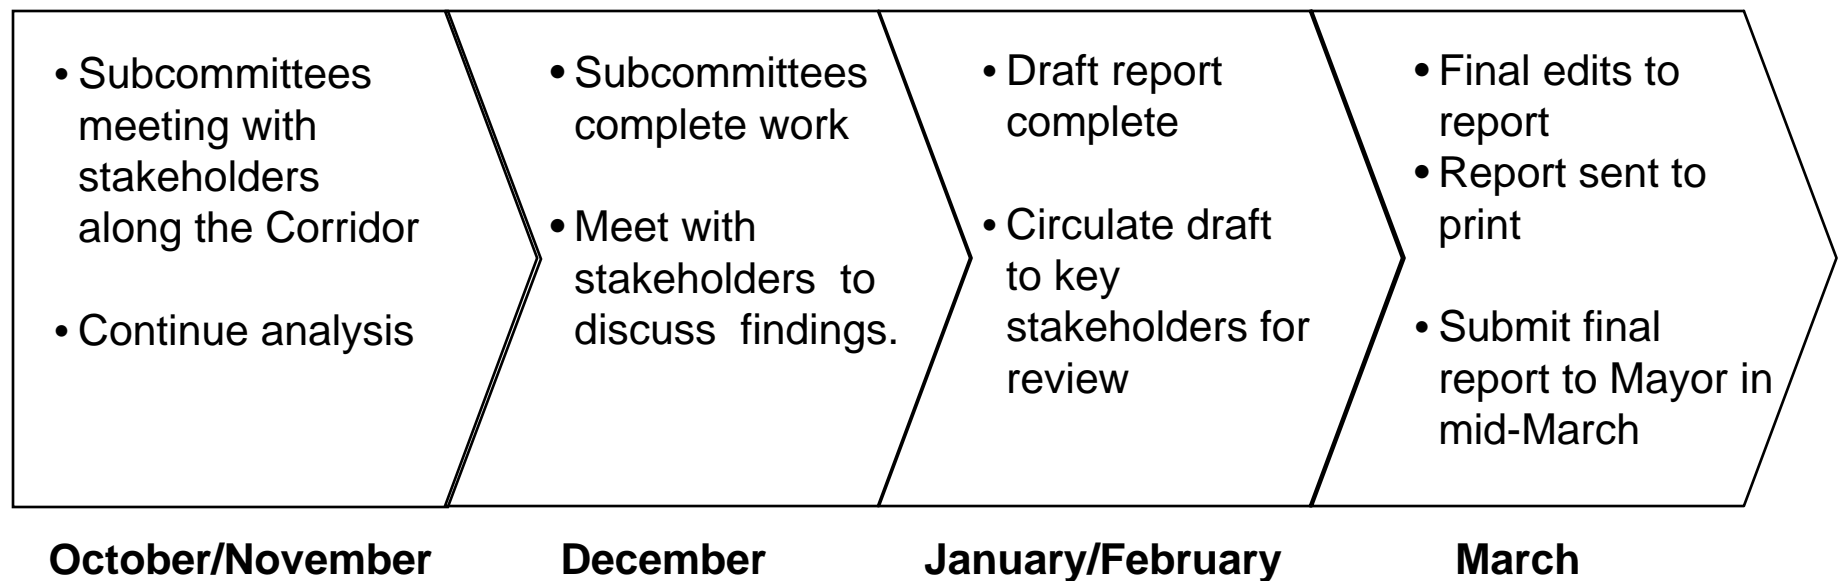 • Subcommittees
meeting with
stakeholders
along the Corridor
• Continue analysis
• Subcommittees
complete work
• Meet with
stakeholders to
discuss findings.
• Draft report
complete
• Circulate draft
to key
stakeholders for
review
• Final edits to
report
• Report sent to
print
• Submit final
report to Mayor in
mid-March
October/November
December
January/February
March